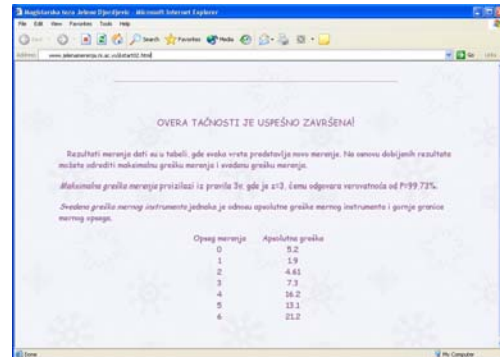 Magistarska teza Jelene Djordjevic - Microsoft Internet Explorer
File Edit View Favorites Tools Help
Search Favorites Media
Address Go Links
OVERA TAČNOSTI JE USPEŠNO ZAVRŠENA!
Rezultati merenja dati su u tabeli, gde svaka vrsta predstavlja novo merenje. Na osnovu dobijenih rezultata
možete odrediti maksimalnu grešku merenja i svedenu grešku merenja.
Maksimalna greška merenja proizilazi iz pravila 3σ, gde je z=3, čemu odgovara verovatnoća od P=99.73%.
Svedena greška mernog instrumenta jednaka je odnosu apsolutne greške mernog instrumenta i gornje granice
mernog opsega.
Opseg merenja Apsolutna greška
0 5.2
1 1.9
2 4.61
3 7.3
4 16.2
5 13.1
6 21.2
Done My Computer